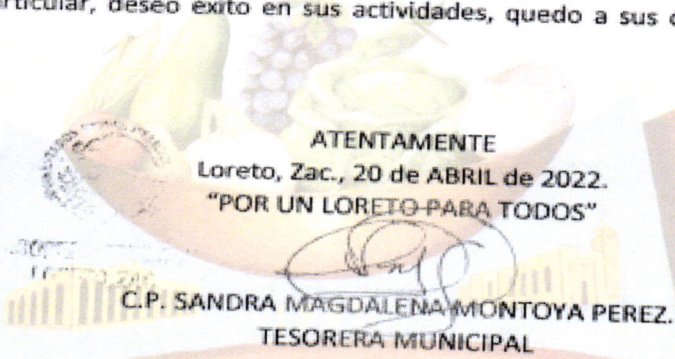 articular, deseo éxito en sus actividades, quedo a sus
ATENTAMENTE
Loreto, Zac., 20 de ABRIL de 2022.
"POR UN LORETO PARA TODOS"
C.P. SANDRA MAGDALENA MONTOYA PEREZ.
TESORERA MUNICIPAL